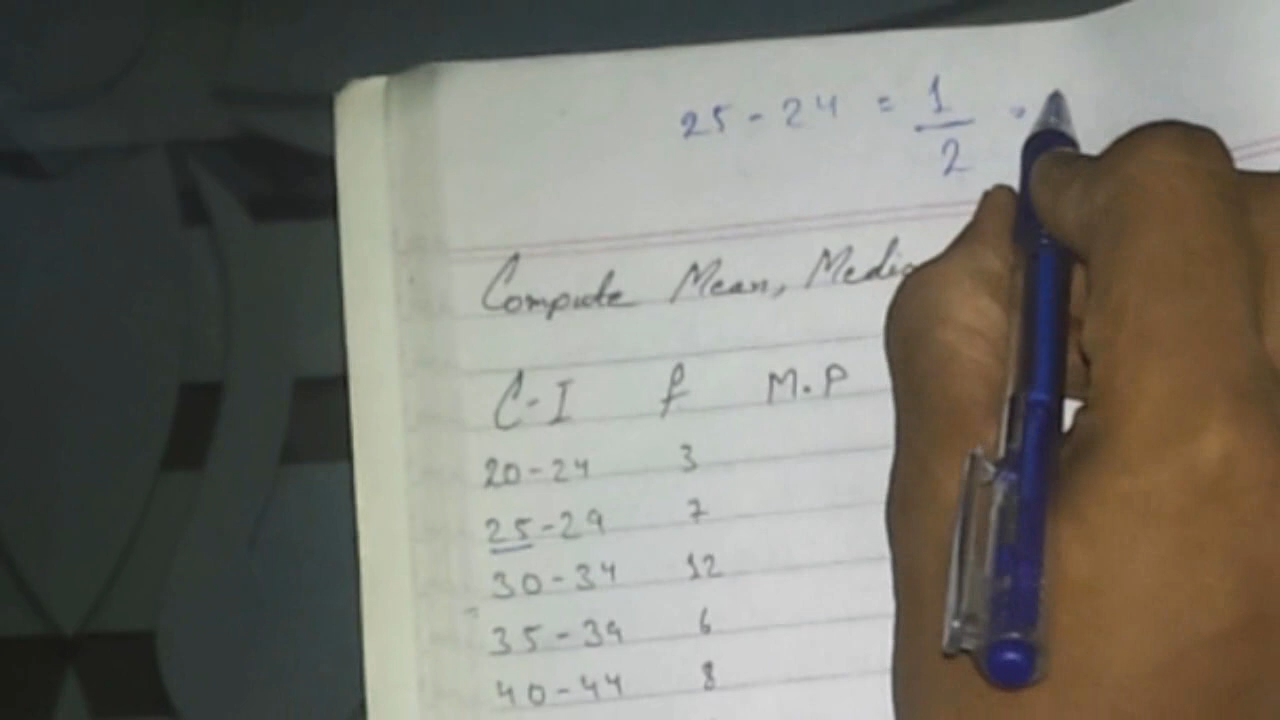 25 - 24 = 1/2
Compute Mean,
C-I f M.P
20-24 3
25-29 7
30-34 12
35-39 6
40-44 8